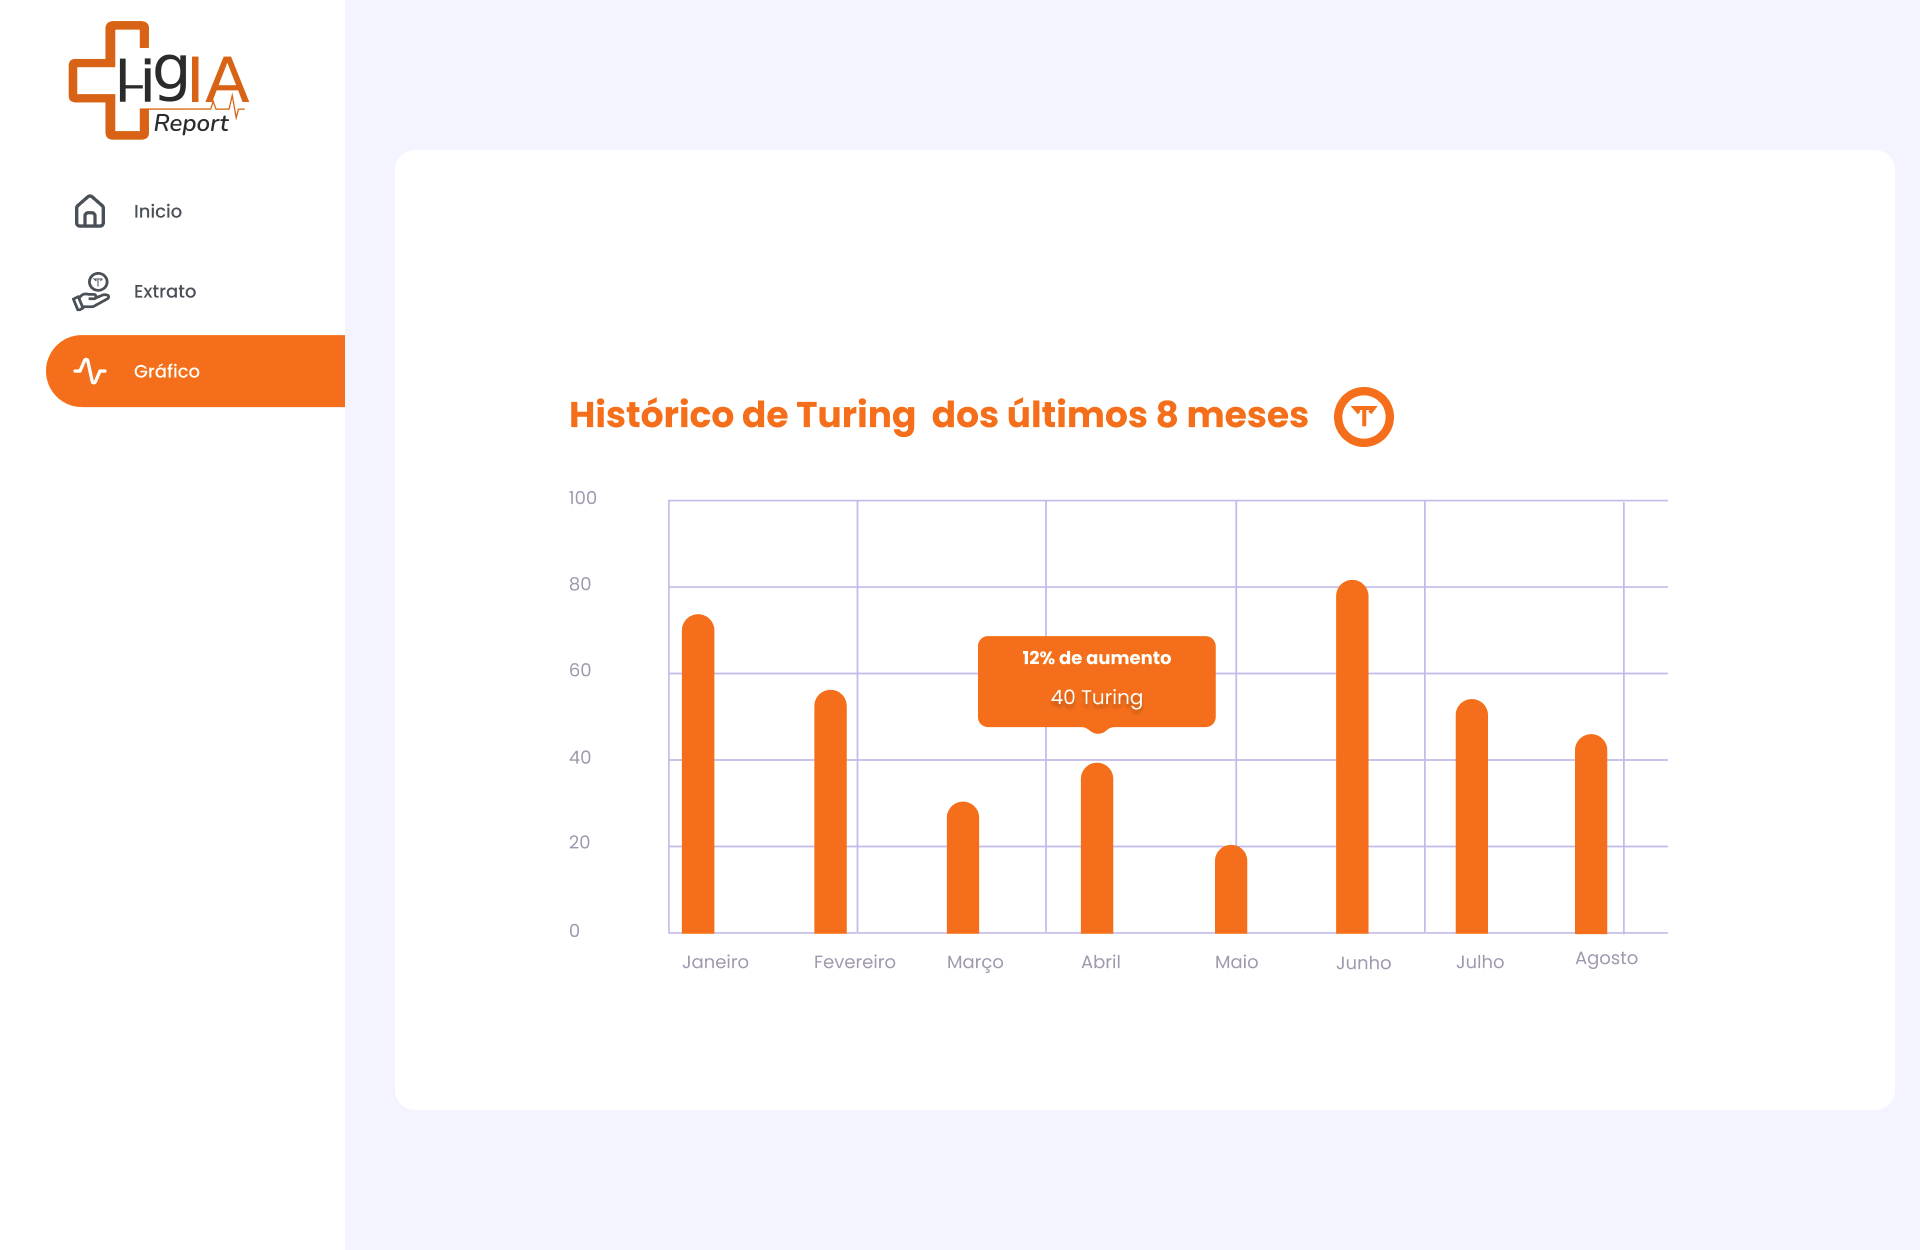 HigIA
Report
Inicio
Extrato
Gráfico
Histórico de Turing dos últimos 8 meses
100
80
60
40
20
0
12% de aumento
40 Turing
Janeiro Fevereiro Março Abril Maio Junho Julho Agosto